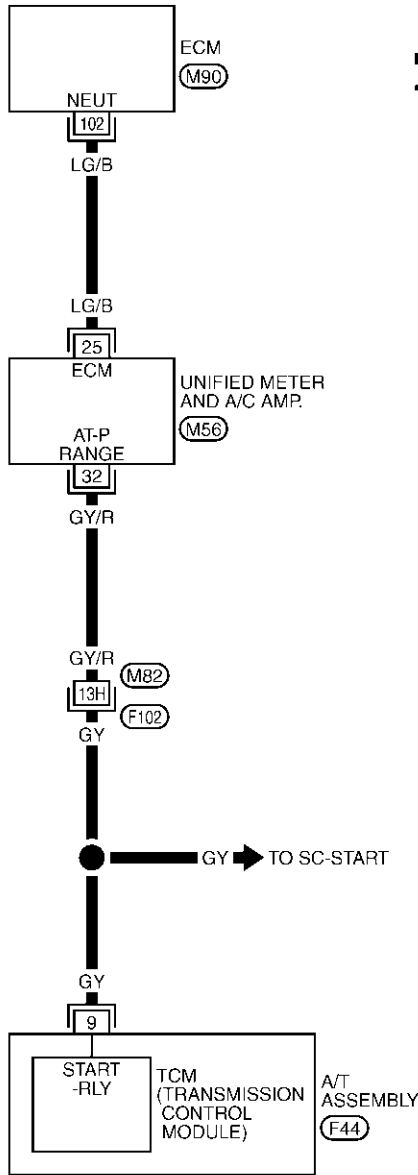 ECM
M90
NEUT
102
LG/B
LG/B
25
ECM
UNIFIED METER
AND A/C AMP.
M56
AT-P
RANGE
32
GY/R
GY/R
M82
13H
F102
GY
GY
TO SC-START
GY
9
START
-RLY
TCM
(TRANSMISSION
CONTROL
MODULE)
A/T
ASSEMBLY
F44